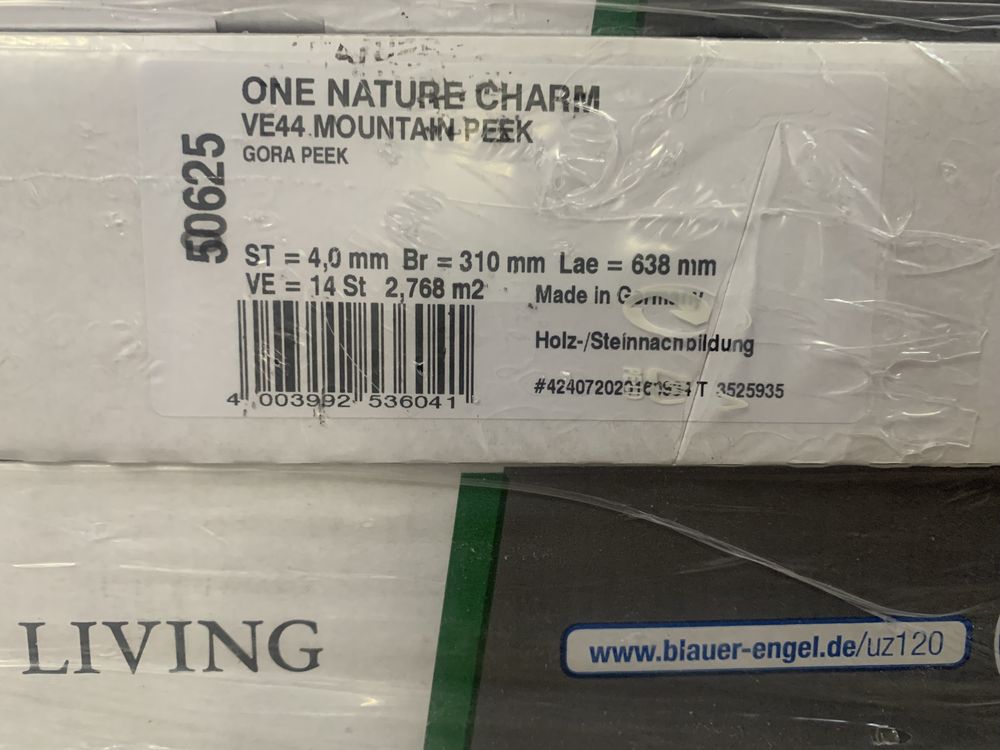 ONE NATURE CHARM
VE44 MOUNTAIN PEEK
GORA PEEK
50625
ST = 4,0 mm Br = 310 mm Lae = 638 mm
VE = 14 St 2,768 m2
Made in Germany
Holz-/Steinnachbildung
T 3525935
4 003992 536041
LIVING
www.blauer-engel.de/uz120